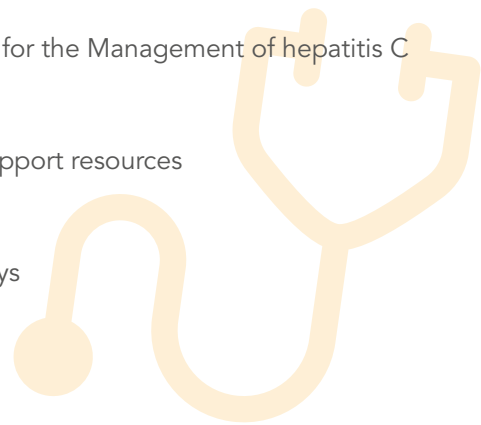 for the Management of hepatitis C
pport resources
ys